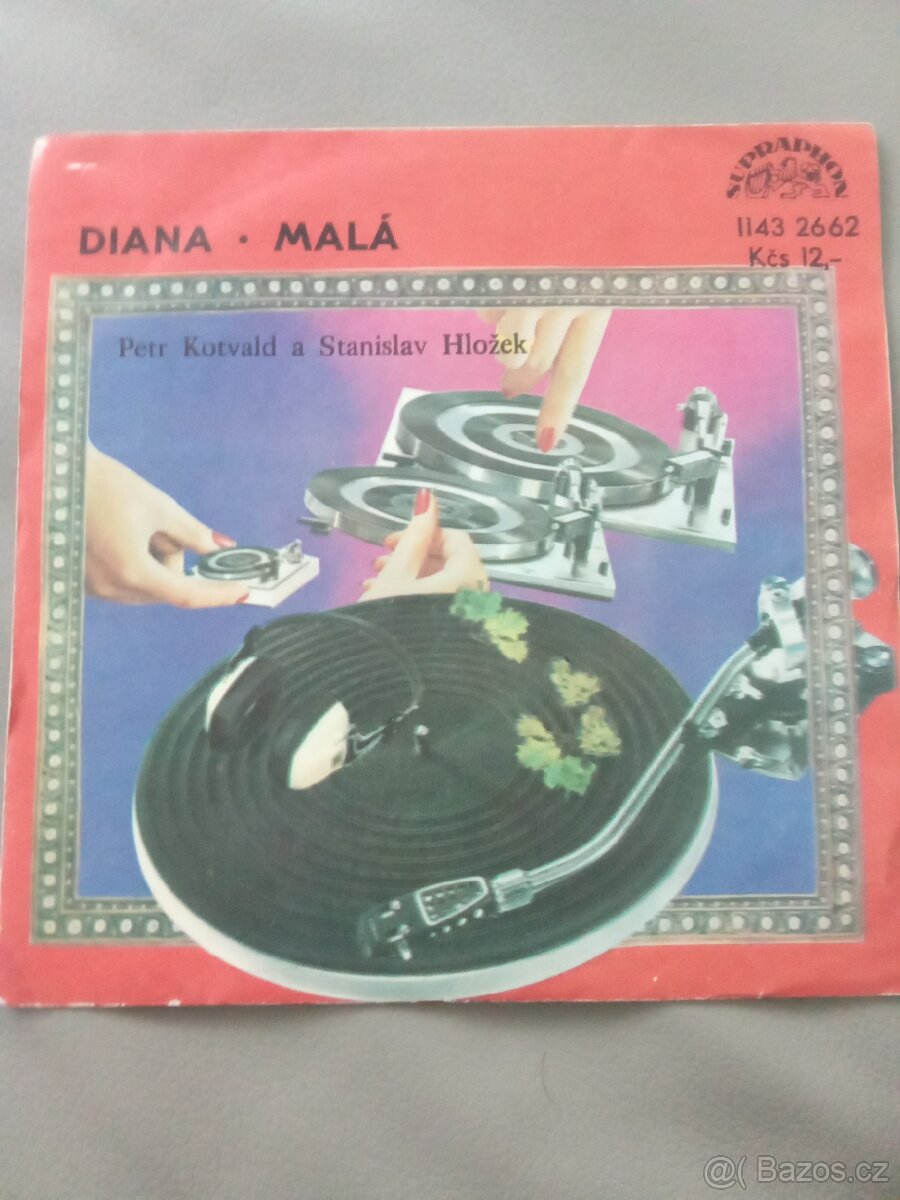 SUPRAPHON
DIANA · MALÁ
1143 2662
Kčs 12,-
Petr Kotvald a Stanislav Hložek
@( Bazos.cz